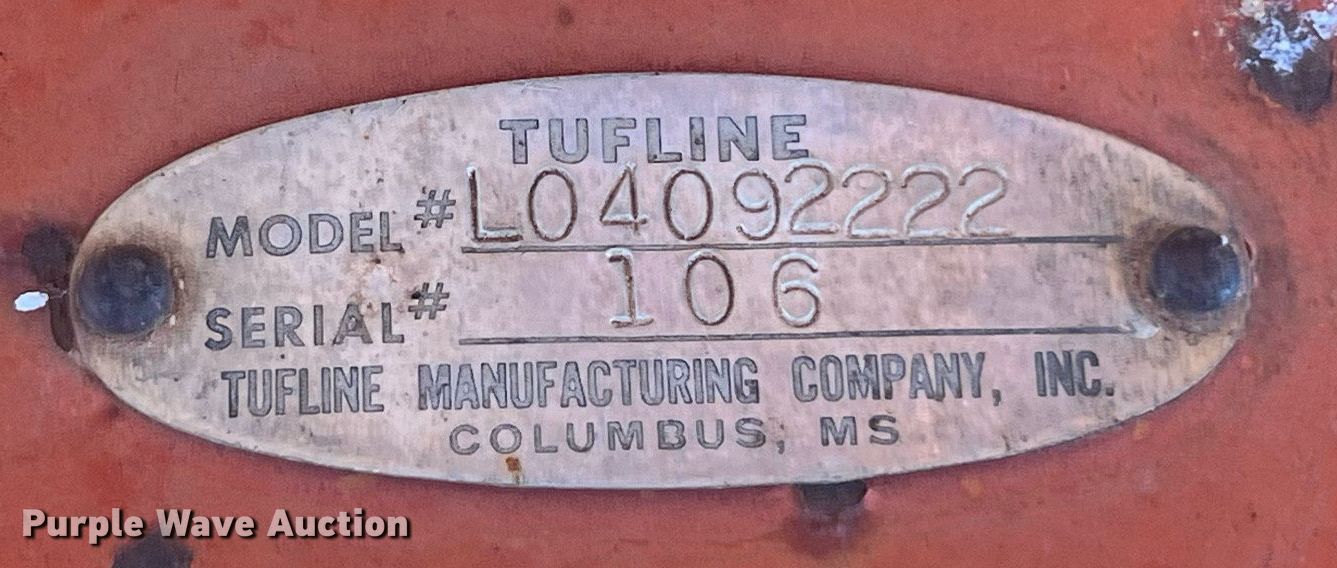 TUFLINE
MODEL # L04092222
SERIAL # 106
TUFLINE MANUFACTURING COMPANY, INC.
COLUMBUS, MS
Purple Wave Auction